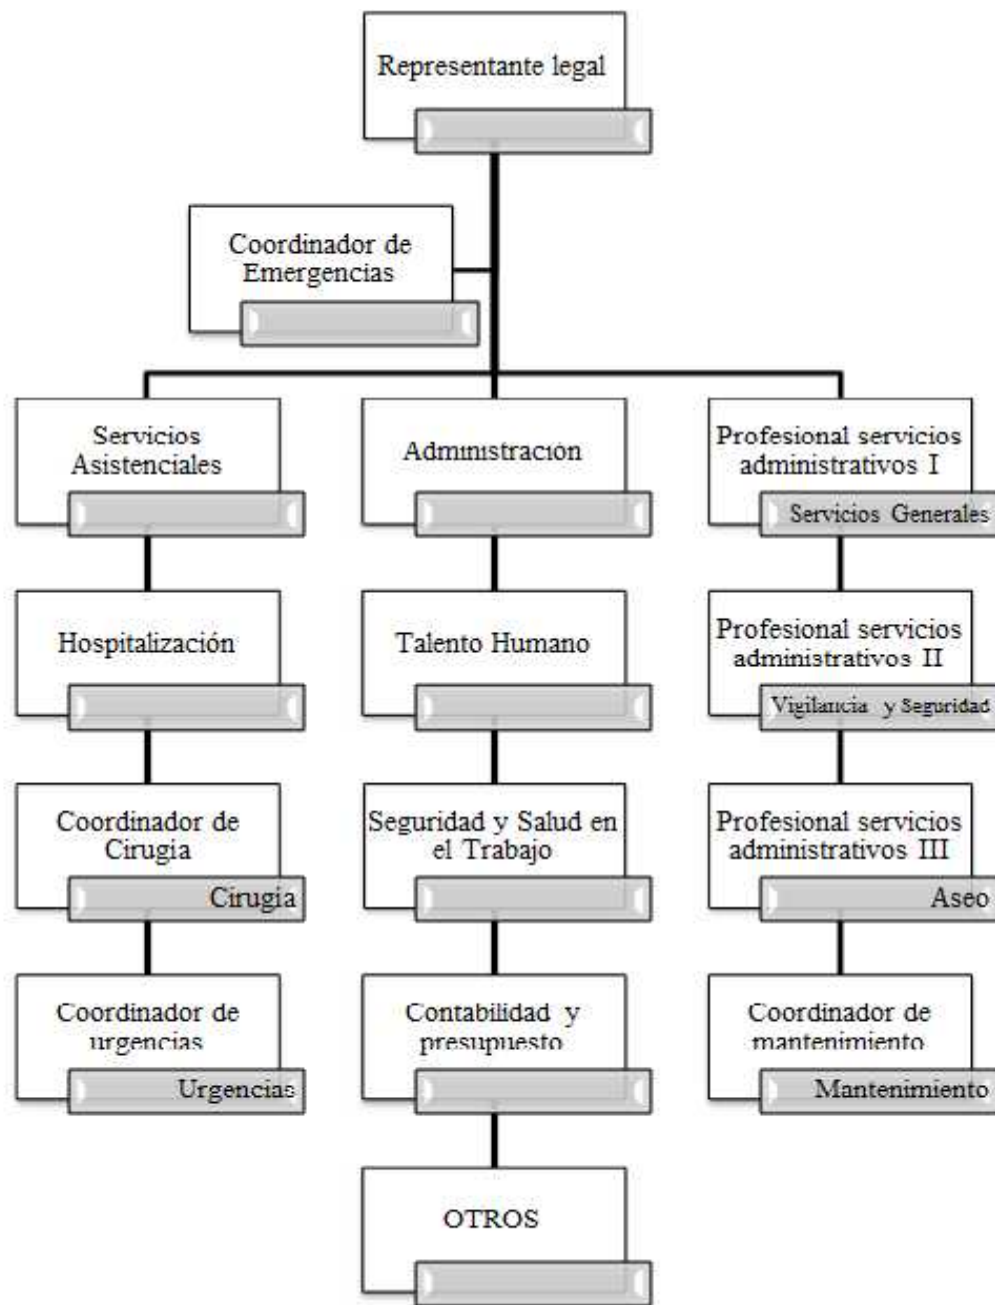 Representante legal
Coordinador de
Emergencias
Servicios
Asistenciales
Administración
Profesional servicios
administrativos I
Servicios Generales
Hospitalización
Talento Humano
Profesional servicios
administrativos II
Vigilancia y Seguridad
Coordinador de
Cirugía
Cirugía
Seguridad y Salud en
el Trabajo
Profesional servicios
administrativos III
Aseo
Coordinador de
urgencias
Urgencias
Contabilidad y
presupuesto
Coordinador de
mantenimiento
Mantenimiento
OTROS